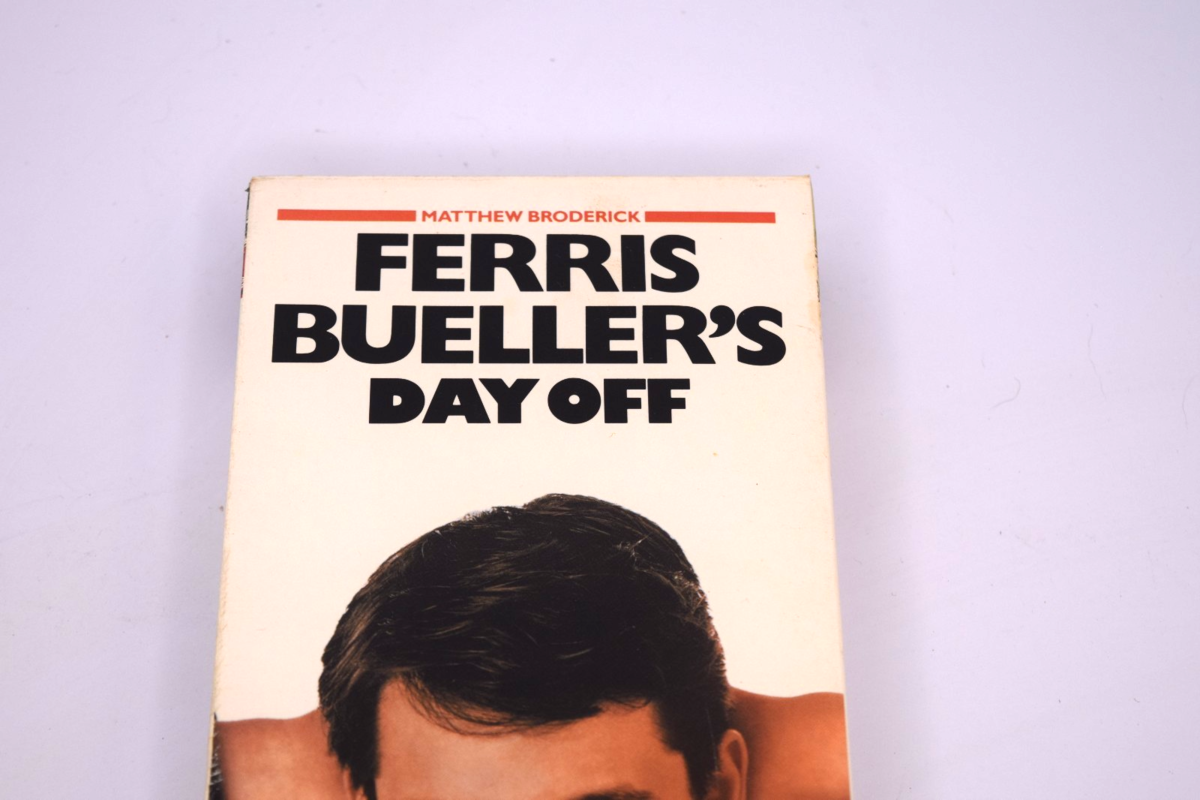 MATTHEW BRODERICK
FERRIS
BUELLER'S
DAY OFF